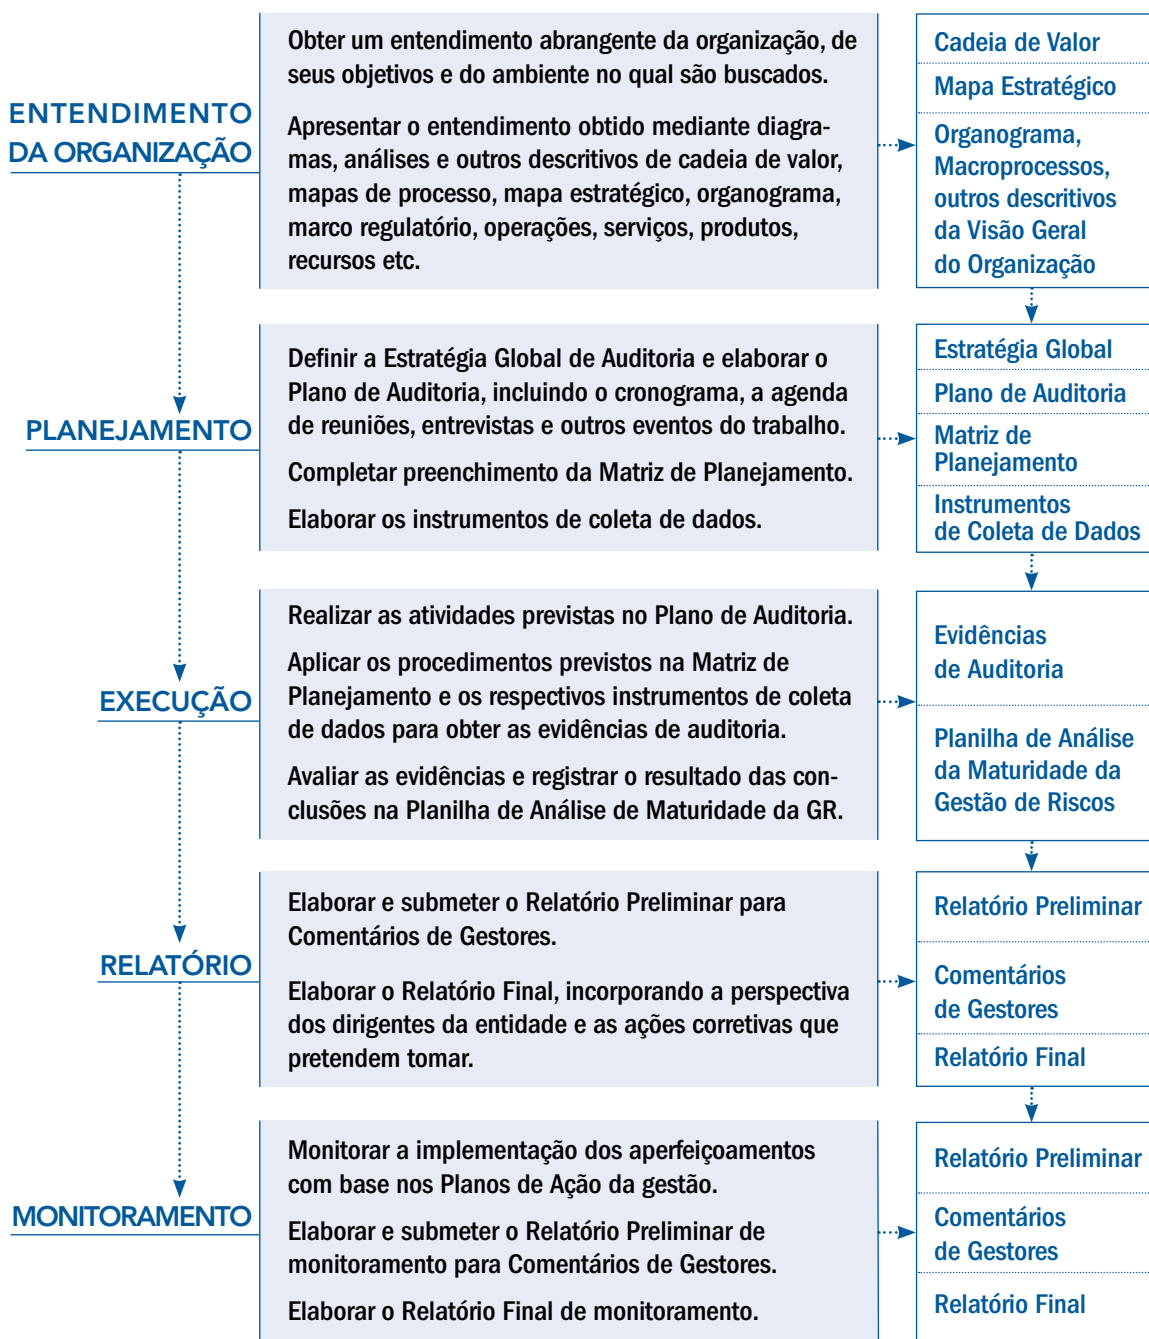 ENTENDIMENTO
DA ORGANIZAÇÃO
Obter um entendimento abrangente da organização, de
seus objetivos e do ambiente no qual são buscados.
Apresentar o entendimento obtido mediante diagra-
mas, análises e outros descritivos de cadeia de valor,
mapas de processo, mapa estratégico, organograma,
marco regulatório, operações, serviços, produtos,
recursos etc.
Cadeia de Valor
Mapa Estratégico
Organograma,
Macroprocessos,
outros descritivos
da Visão Geral
do Organização
PLANEJAMENTO
Definir a Estratégia Global de Auditoria e elaborar o
Plano de Auditoria, incluindo o cronograma, a agenda
de reuniões, entrevistas e outros eventos do trabalho.
Completar preenchimento da Matriz de Planejamento.
Elaborar os instrumentos de coleta de dados.
Estratégia Global
Plano de Auditoria
Matriz de
Planejamento
Instrumentos
de Coleta de Dados
EXECUÇÃO
Realizar as atividades previstas no Plano de Auditoria.
Aplicar os procedimentos previstos na Matriz de
Planejamento e os respectivos instrumentos de coleta
de dados para obter as evidências de auditoria.
Avaliar as evidências e registrar o resultado das con-
clusões na Planilha de Análise de Maturidade da GR.
Evidências
de Auditoria
Planilha de Análise
da Maturidade da
Gestão de Riscos
RELATÓRIO
Elaborar e submeter o Relatório Preliminar para
Comentários de Gestores.
Elaborar o Relatório Final, incorporando a perspectiva
dos dirigentes da entidade e as ações corretivas que
pretendem tomar.
Relatório Preliminar
Comentários
de Gestores
Relatório Final
MONITORAMENTO
Monitorar a implementação dos aperfeiçoamentos
com base nos Planos de Ação da gestão.
Elaborar e submeter o Relatório Preliminar de
monitoramento para Comentários de Gestores.
Elaborar o Relatório Final de monitoramento.
Relatório Preliminar
Comentários
de Gestores
Relatório Final